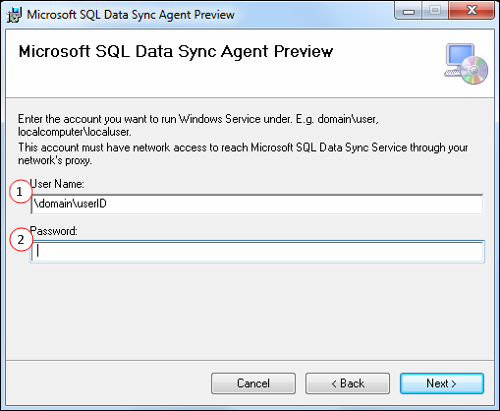 Microsoft SQL Data Sync Agent Preview
Microsoft SQL Data Sync Agent Preview
Enter the account you want to run Windows Service under. E.g. domain\user,
localcomputer\localuser.
This account must have network access to reach Microsoft SQL Data Sync Service through your
network's proxy.
1 User Name:
\domain\userID
2 Password:
Cancel < Back Next >